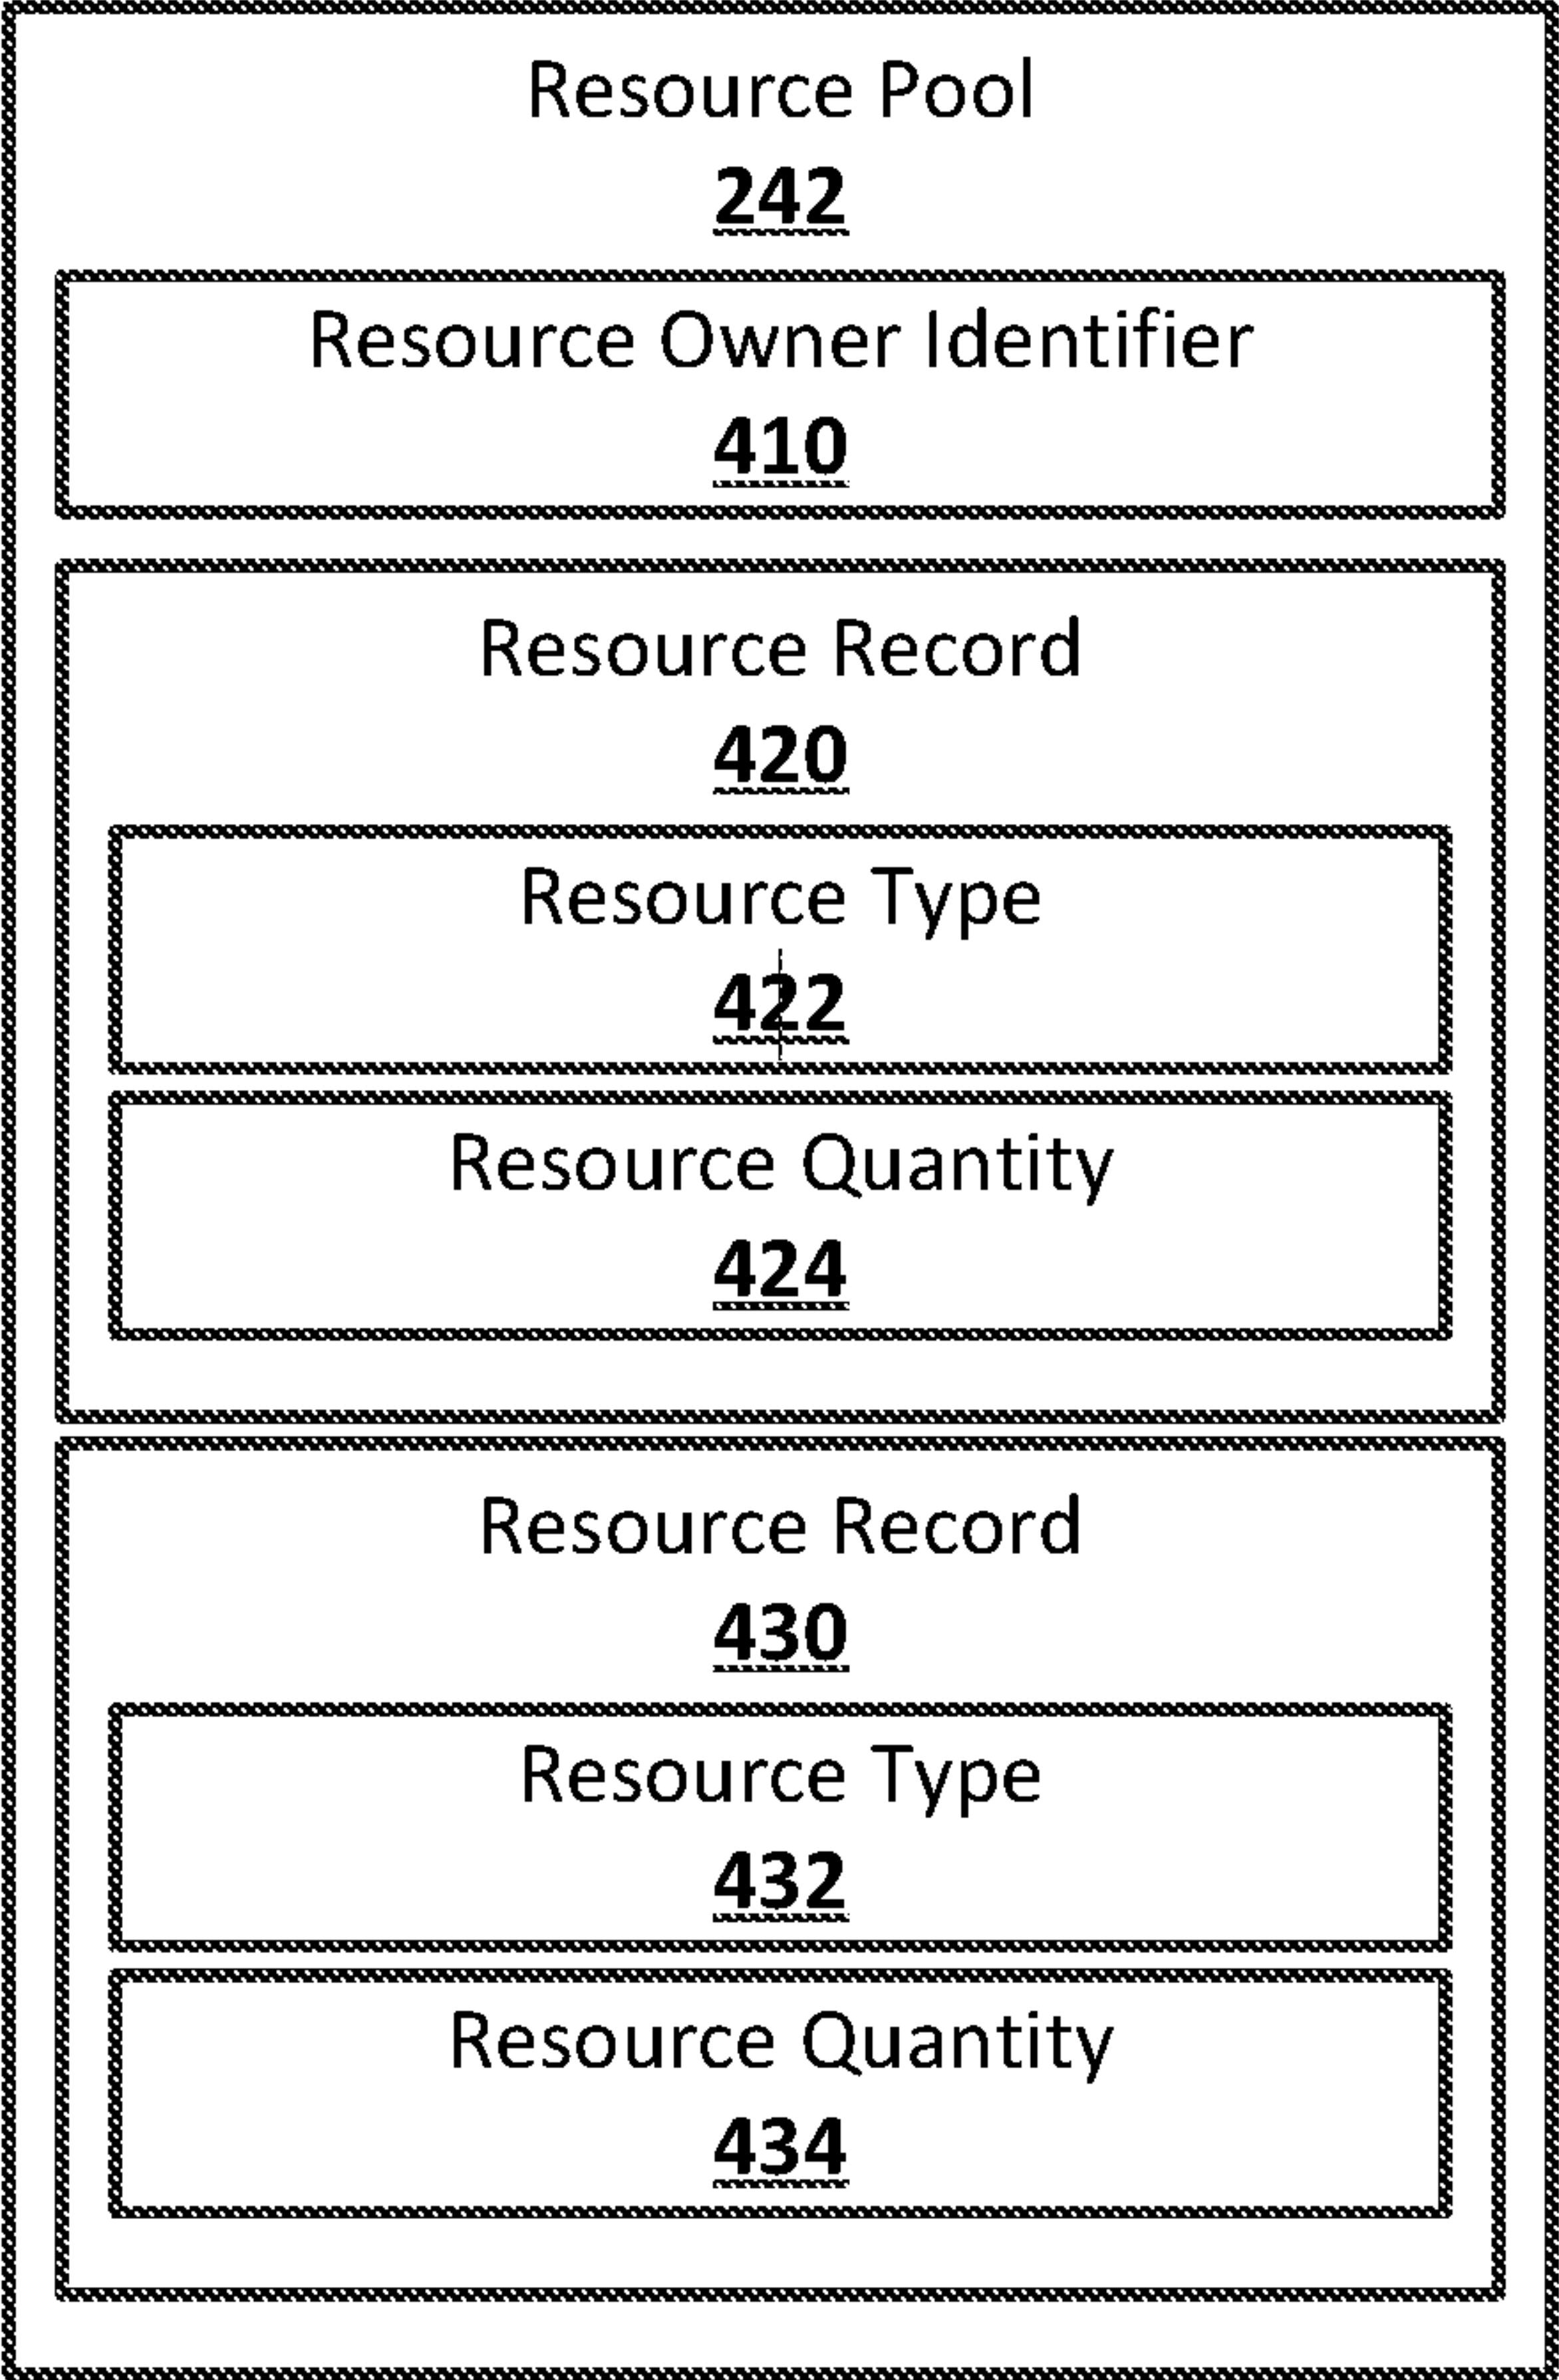 Resource Pool
242
Resource Owner Identifier
410
Resource Record
420
Resource Type
422
Resource Quantity
424
Resource Record
430
Resource Type
432
Resource Quantity
434